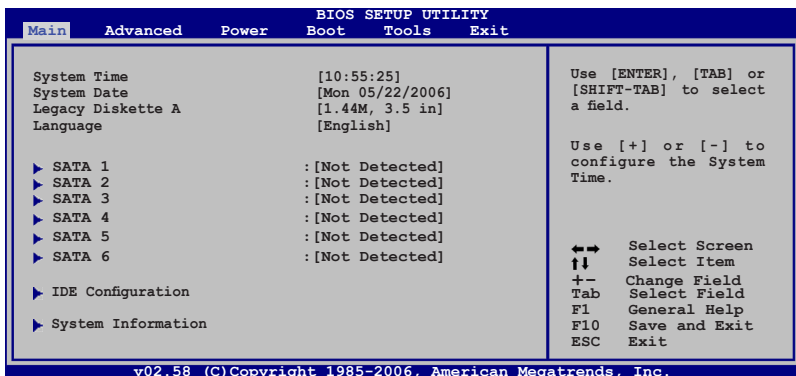 BIOS SETUP UTILITY
Main Advanced Power Boot Tools Exit
System Time [10:55:25]
System Date [Mon 05/22/2006]
Legacy Diskette A [1.44M, 3.5 in]
Language [English]
SATA 1 :[Not Detected]
SATA 2 :[Not Detected]
SATA 3 :[Not Detected]
SATA 4 :[Not Detected]
SATA 5 :[Not Detected]
SATA 6 :[Not Detected]
IDE Configuration
System Information
Use [ENTER], [TAB] or
[SHIFT-TAB] to select
a field.
Use [+] or [-] to
configure the System
Time.
←→ Select Screen
↑↓ Select Item
+- Change Field
Tab Select Field
F1 General Help
F10 Save and Exit
ESC Exit
v02.58 (C)Copyright 1985-2006, American Megatrends, Inc.